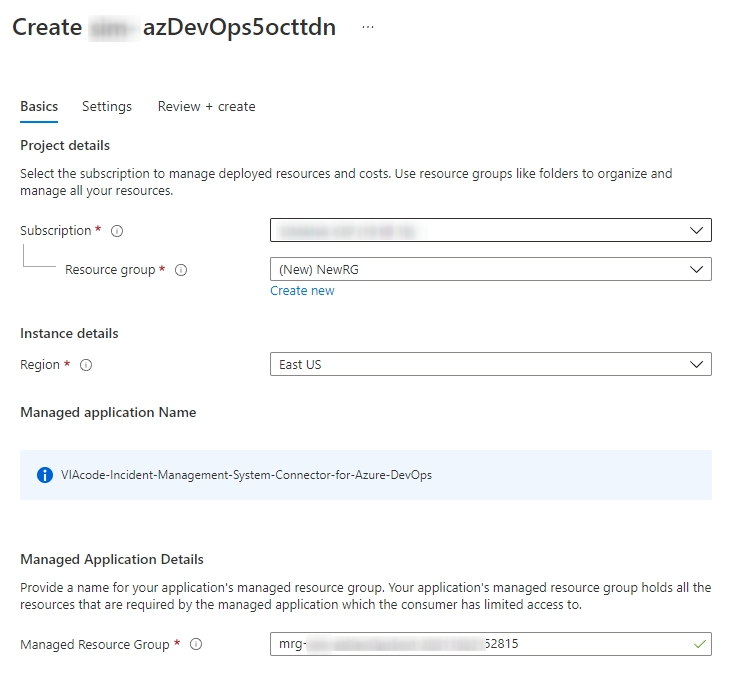 Create azDevOps5octtdn ...
Basics Settings Review + create
Project details
Select the subscription to manage deployed resources and costs. Use resource groups like folders to organize and
manage all your resources.
Subscription *
Resource group * (New) NewRG
Create new
Instance details
Region * East US
Managed application Name
VIAcode-Incident-Management-System-Connector-for-Azure-DevOps
Managed Application Details
Provide a name for your application's managed resource group. Your application's managed resource group holds all the
resources that are required by the managed application which the consumer has limited access to.
Managed Resource Group * mrg- 52815